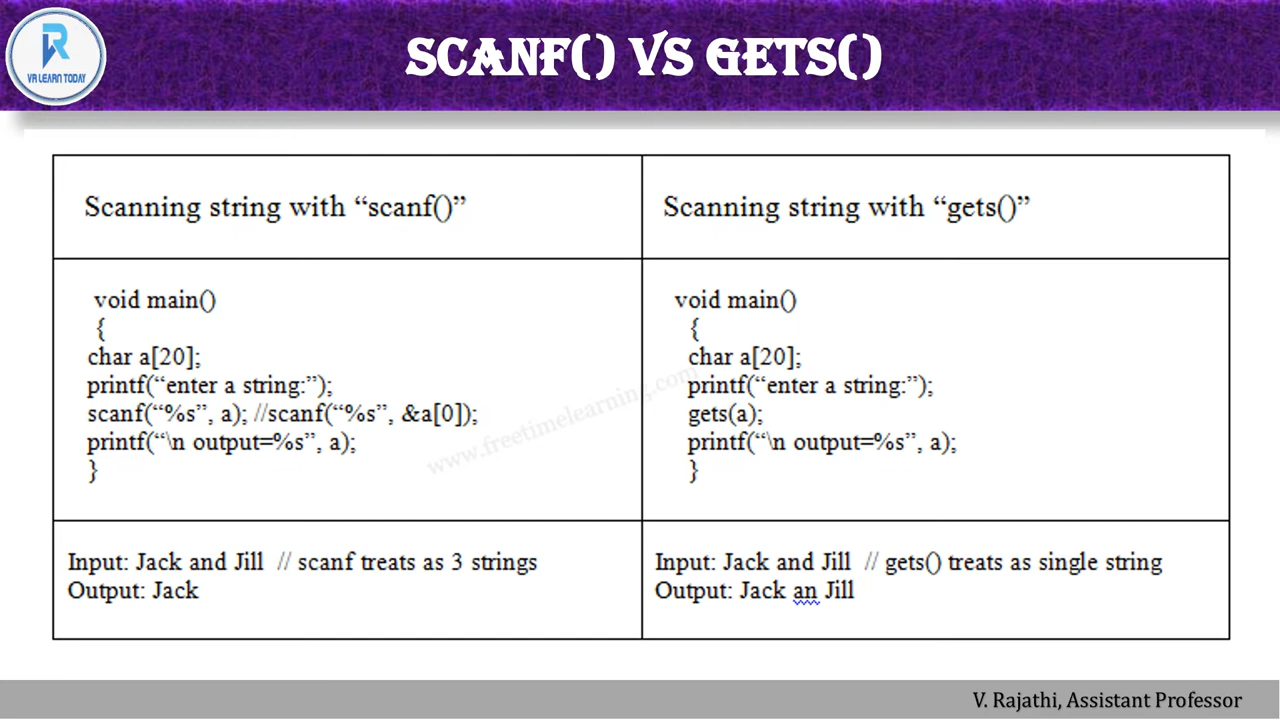 VR LEARN TODAY
SCANF() VS GETS()
Scanning string with “scanf()”
Scanning string with “gets()”
void main()
{
char a[20];
printf(“enter a string:”);
scanf(“%s”, a); //scanf(“%s”, &a[0]);
printf(“\n output=%s”, a);
}
void main()
{
char a[20];
printf(“enter a string:”);
gets(a);
printf(“\n output=%s”, a);
}
www.freetimelearning.com
Input: Jack and Jill // scanf treats as 3 strings
Output: Jack
Input: Jack and Jill // gets() treats as single string
Output: Jack an Jill
V. Rajathi, Assistant Professor